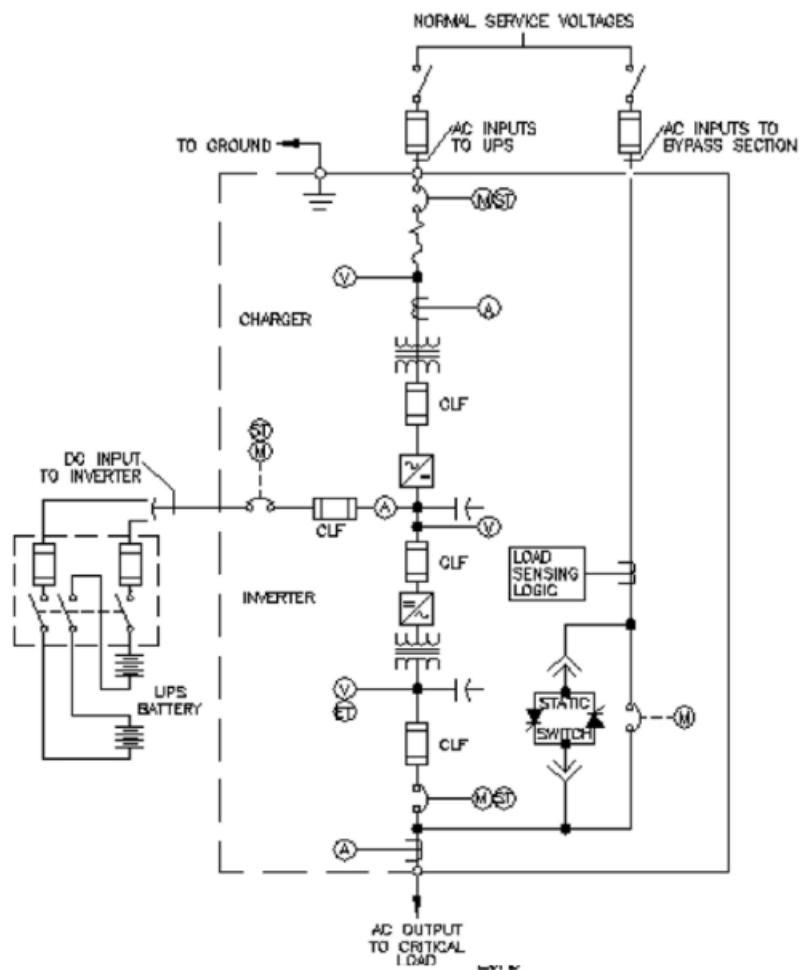 NORMAL SERVICE VOLTAGES
AC INPUTS
TO UPS
AC INPUTS TO
BYPASS SECTION
TO GROUND
M
ST
V
A
CHARGER
CLF
ST
M
DC INPUT
TO INVERTER
A
CLF
V
CLF
LOAD
SENSING
LOGIC
INVERTER
UPS
BATTERY
V
ST
STATIC
SWITCH
M
CLF
M
ST
A
AC OUTPUT
TO CRITICAL
LOAD